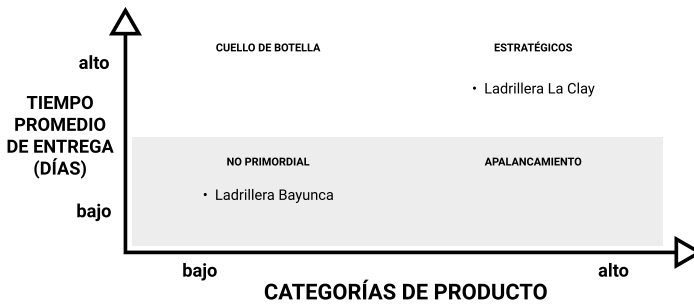 CUELLO DE BOTELLA
ESTRATÉGICOS
alto
• Ladrillera La Clay
TIEMPO
PROMEDIO
DE ENTREGA
(DÍAS)
NO PRIMORDIAL
APALANCAMIENTO
• Ladrillera Bayunca
bajo
bajo
alto
CATEGORÍAS DE PRODUCTO